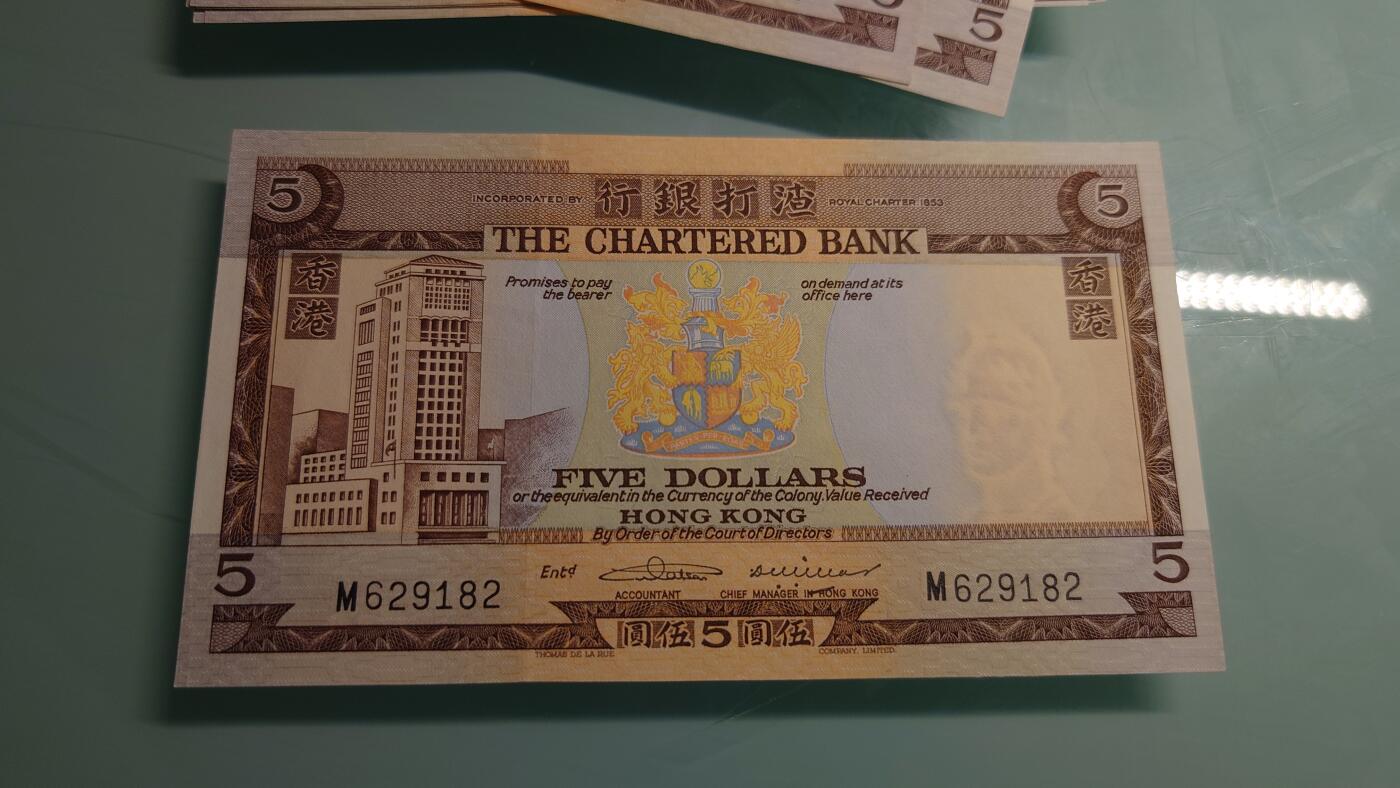 5
5
5
INCORPORATED BY 行銀打渣 ROYAL CHARTER 1853
THE CHARTERED BANK
香港
香港
Promises to pay
the bearer
on demand at its
office here
FIVE DOLLARS
or the equivalent in the Currency of the Colony. Value Received
HONG KONG
By Order of the Court of Directors
5
5
Entd
M629182
M629182
ACCOUNTANT
CHIEF MANAGER IN HONG KONG
圓伍5圓伍
THOMAS DE LA RUE
COMPANY, LIMITED.